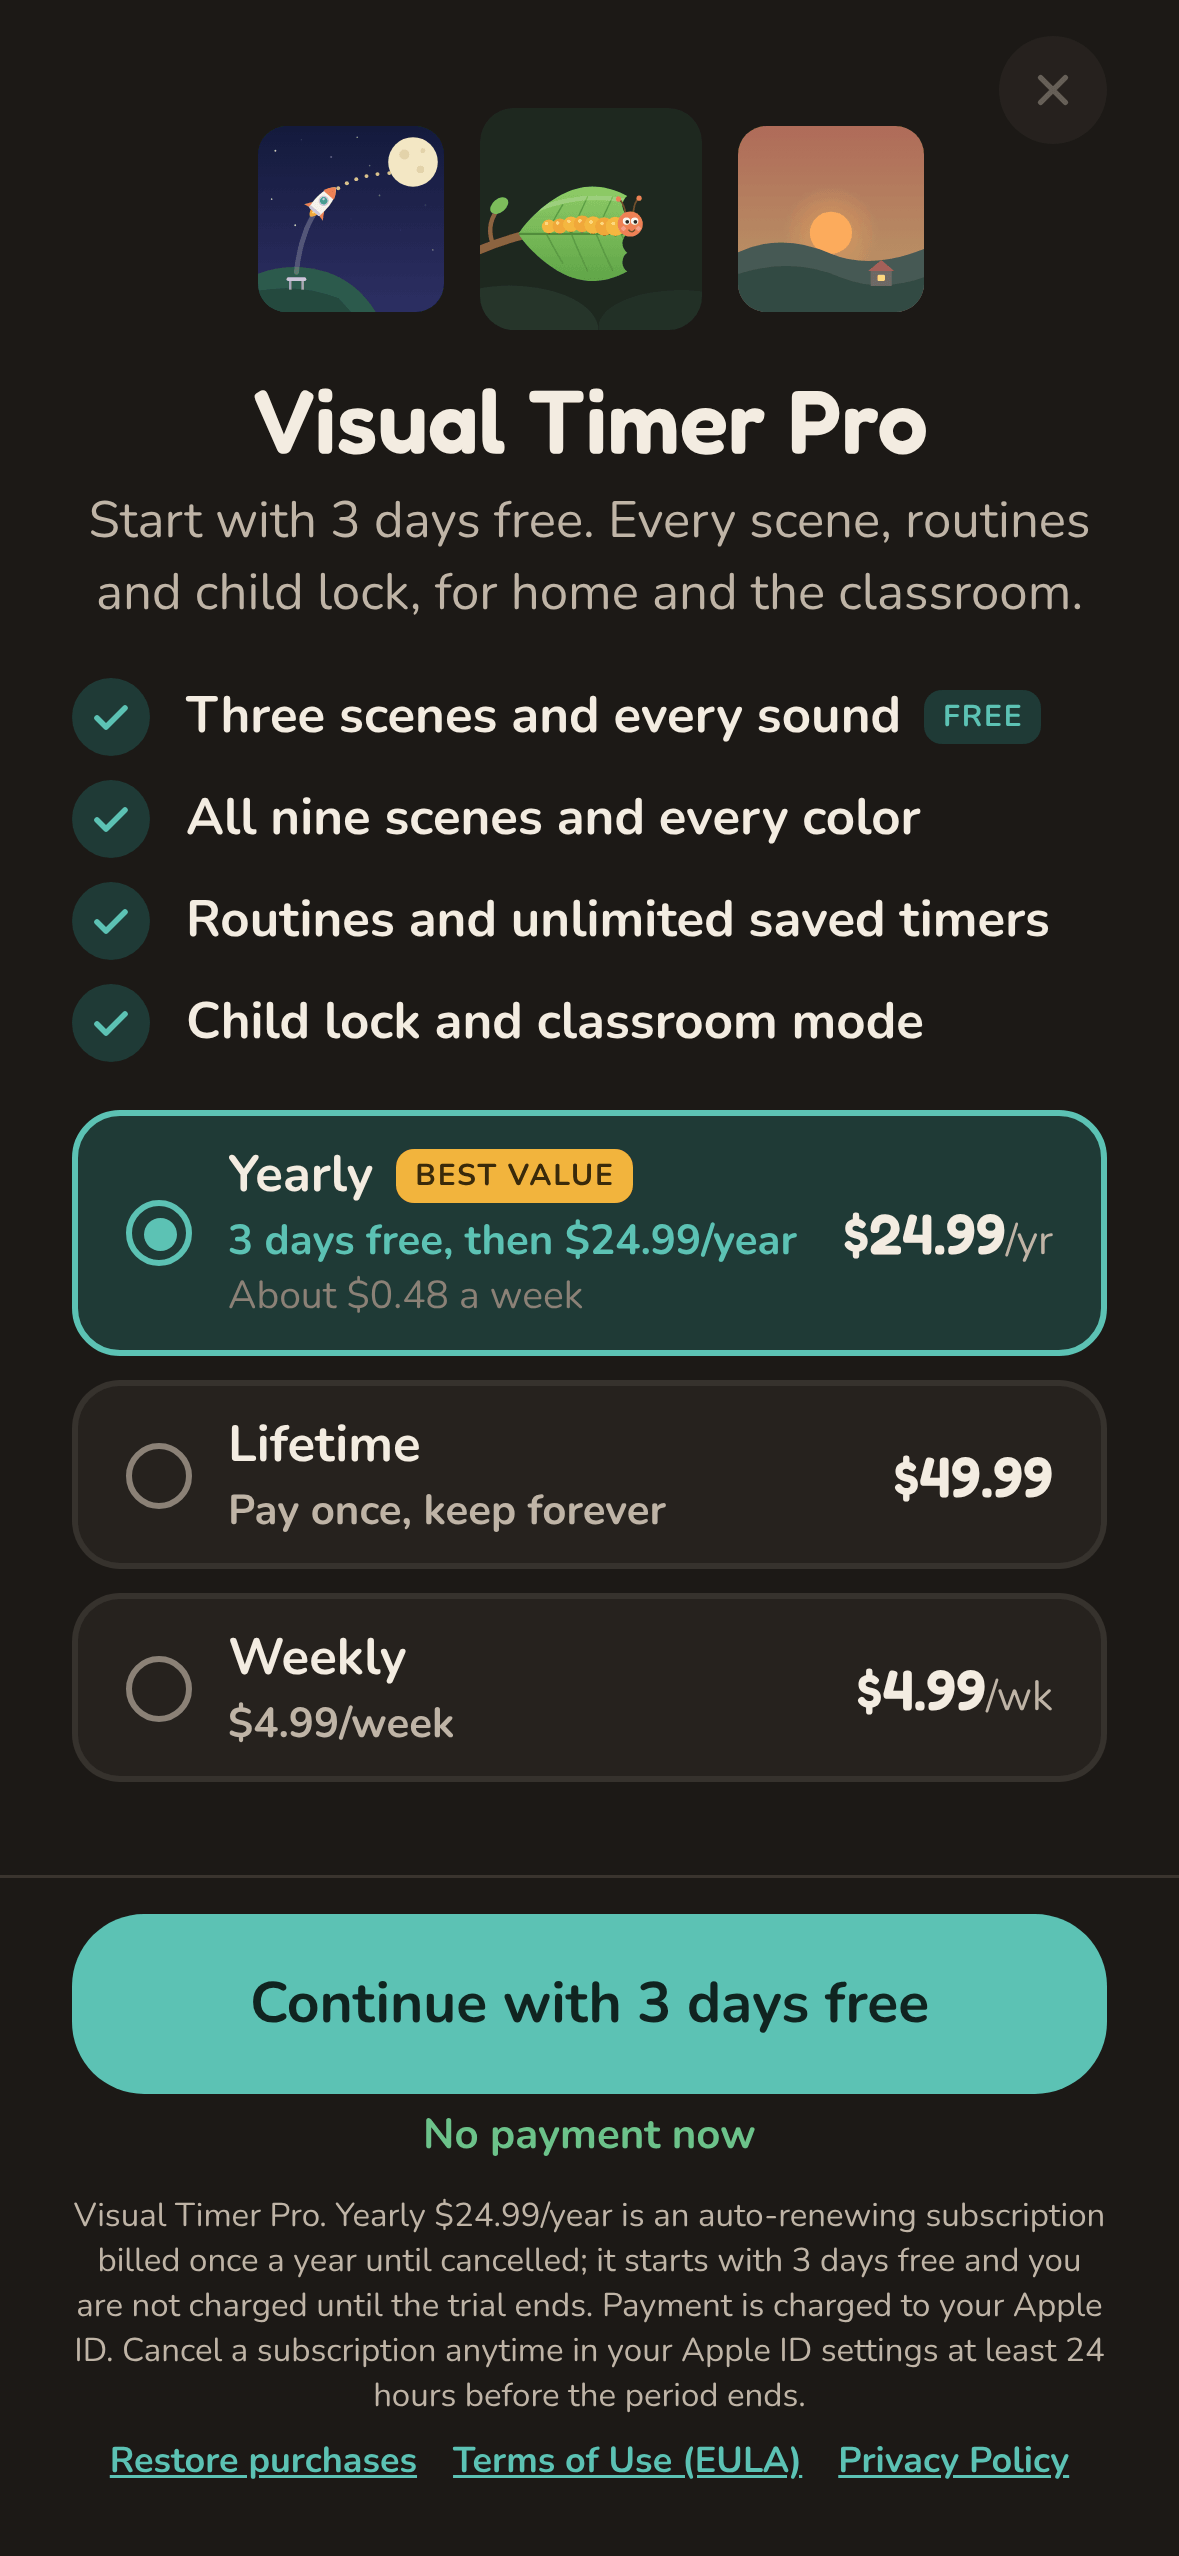 Visual Timer Pro
Start with 3 days free. Every scene, routines
and child lock, for home and the classroom.
Three scenes and every sound FREE
All nine scenes and every color
Routines and unlimited saved timers
Child lock and classroom mode
Yearly BEST VALUE
3 days free, then $24.99/year $24.99/yr
About $0.48 a week
Lifetime
Pay once, keep forever $49.99
Weekly
$4.99/week $4.99/wk
Continue with 3 days free
No payment now
Visual Timer Pro. Yearly $24.99/year is an auto-renewing subscription
billed once a year until cancelled; it starts with 3 days free and you
are not charged until the trial ends. Payment is charged to your Apple
ID. Cancel a subscription anytime in your Apple ID settings at least 24
hours before the period ends.
Restore purchases Terms of Use (EULA) Privacy Policy